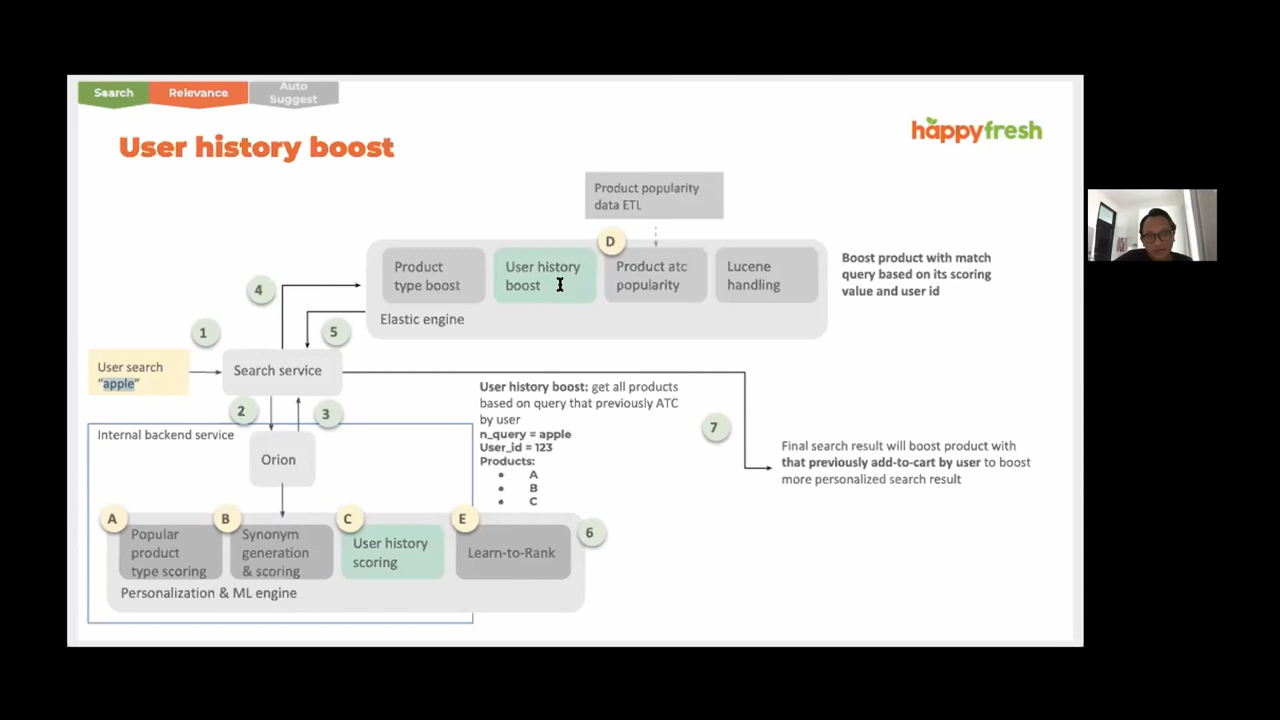 Search
Relevance
Auto
Suggest
User history boost
happyfresh
Product popularity
data ETL
D
Product
type boost
User history
boost
Product atc
popularity
Lucene
handling
Elastic engine
Boost product with match
query based on its scoring
value and user id
4
5
1
User search
"apple"
Search service
2
3
Internal backend service
Orion
User history boost: get all products
based on query that previously ATC
by user
n_query = apple
User_id = 123
Products:
• A
• B
• C
7
Final search result will boost product with
that previously add-to-cart by user to boost
more personalized search result
A
Popular
product
type scoring
B
Synonym
generation
& scoring
C
User history
scoring
E
Learn-to-Rank
6
Personalization & ML engine